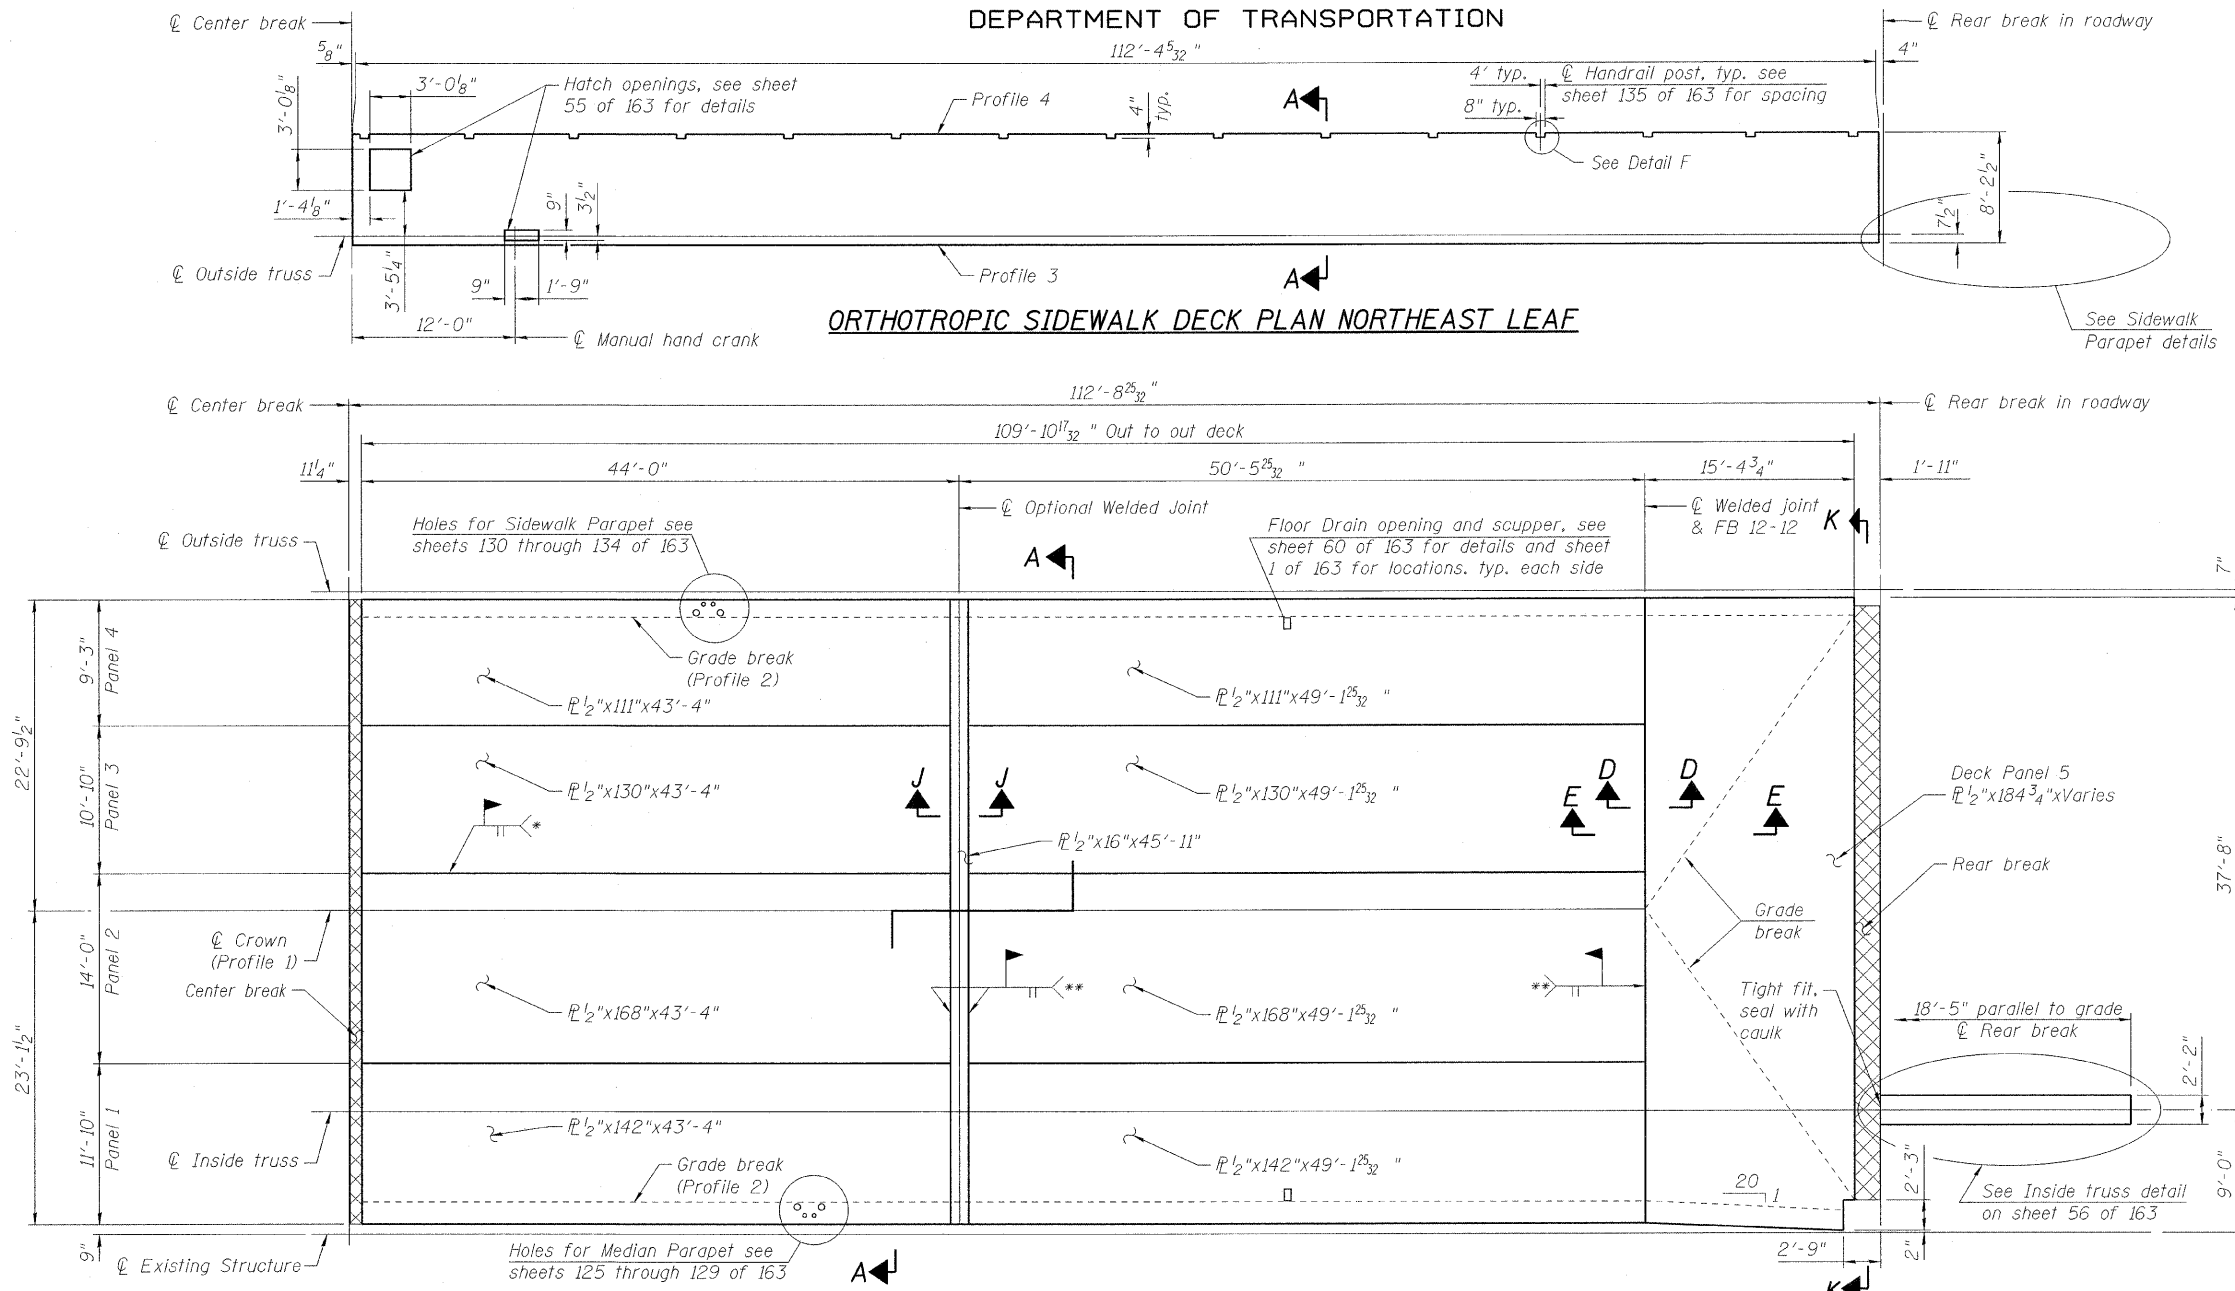 DEPARTMENT OF TRANSPORTATION
℄ Center break
℄ Rear break in roadway
5/8"
112'-4 5/32 "
4"
3'-0 1/8"
3'-0 1/8"
Hatch openings, see sheet
55 of 163 for details
Profile 4
4"
typ.
A
4' typ.
8" typ.
℄ Handrail post, typ. see
sheet 135 of 163 for spacing
See Detail F
1'-4 1/8"
9"
3 1/2"
7 1/2"
8'-2 1/2"
℄ Outside truss
3'-5 1/4"
9"
1'-9"
Profile 3
A
12'-0"
℄ Manual hand crank
ORTHOTROPIC SIDEWALK DECK PLAN NORTHEAST LEAF
See Sidewalk
Parapet details
℄ Center break
112'-8 25/32 "
℄ Rear break in roadway
109'-10 17/32 " Out to out deck
11 1/4"
44'-0"
50'-5 25/32 "
15'-4 3/4"
1'-11"
℄ Optional Welded Joint
℄ Welded joint
& FB 12-12
K
℄ Outside truss
Holes for Sidewalk Parapet see
sheets 130 through 134 of 163
A
Floor Drain opening and scupper, see
sheet 60 of 163 for details and sheet
1 of 163 for locations. typ. each side
7"
9'-3"
Panel 4
Grade break
(Profile 2)
℄ 1/2"x111"x43'-4"
℄ 1/2"x111"x49'-1 25/32 "
22'-9 1/2"
10'-10"
Panel 3
℄ 1/2"x130"x43'-4"
*
J
J
℄ 1/2"x130"x49'-1 25/32 "
D
D
E
E
Deck Panel 5
℄ 1/2"x184 3/4"xVaries
℄ 1/2"x16"x45'-11"
Rear break
37'-8"
℄ Crown
(Profile 1)
Grade
break
Center break
14'-0"
Panel 2
℄ 1/2"x168"x43'-4"
**
℄ 1/2"x168"x49'-1 25/32 "
**
Tight fit,
seal with
caulk
18'-5" parallel to grade
℄ Rear break
2'-2"
23'-1 1/2"
11'-10"
Panel 1
℄ Inside truss
℄ 1/2"x142"x43'-4"
Grade break
(Profile 2)
℄ 1/2"x142"x49'-1 25/32 "
20
1
2'-3"
9'-0"
See Inside truss detail
on sheet 56 of 163
9"
℄ Existing Structure
Holes for Median Parapet see
sheets 125 through 129 of 163
A
2'-9"
2"
K